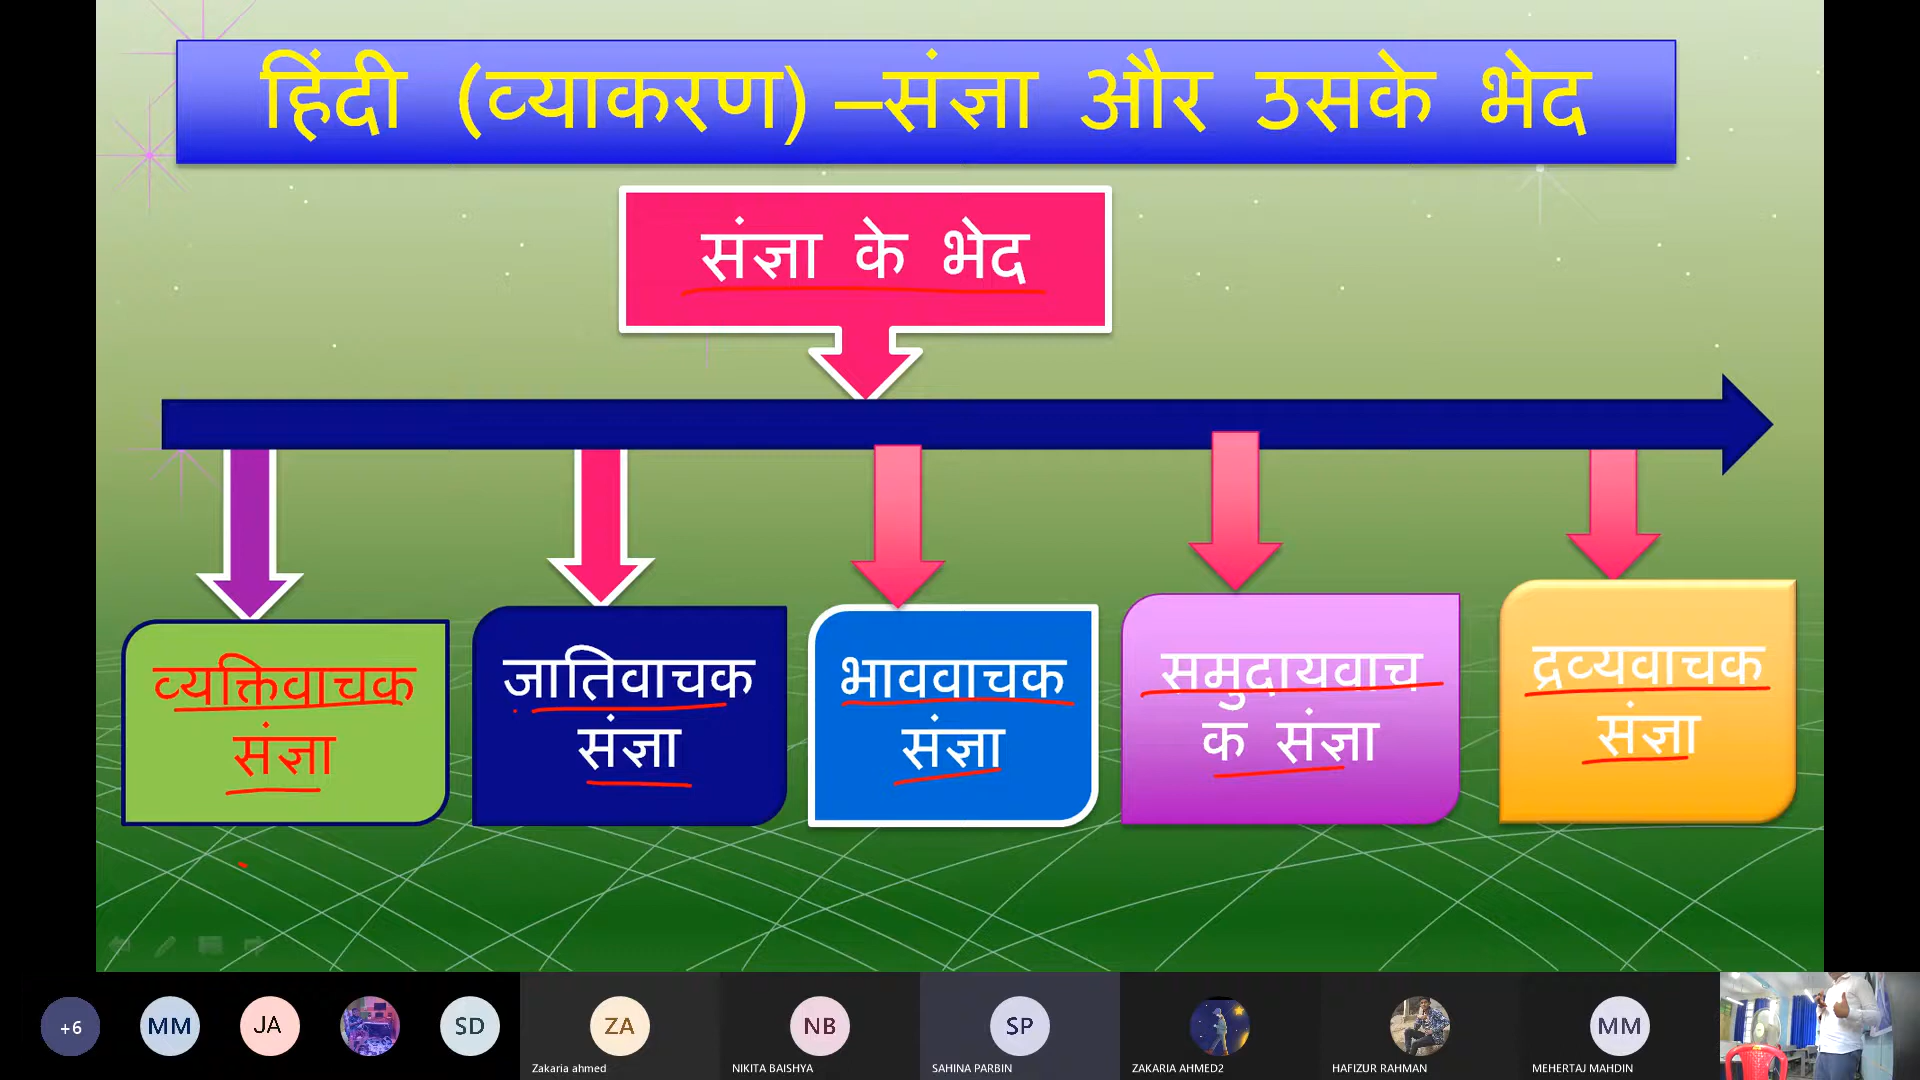 हिंदी (व्याकरण) –संज्ञा और उसके भेद
संज्ञा के भेद
व्यक्तिवाचक
संज्ञा
जातिवाचक
संज्ञा
भाववाचक
संज्ञा
समुदायवाच
क संज्ञा
द्रव्यवाचक
संज्ञा
+6
MM
JA
SD
ZA
Zakaria ahmed
NB
NIKITA BAISHYA
SP
SAHINA PARBIN
ZAKARIA AHMED2
HAFIZUR RAHMAN
MM
MEHERTAJ MAHDIN